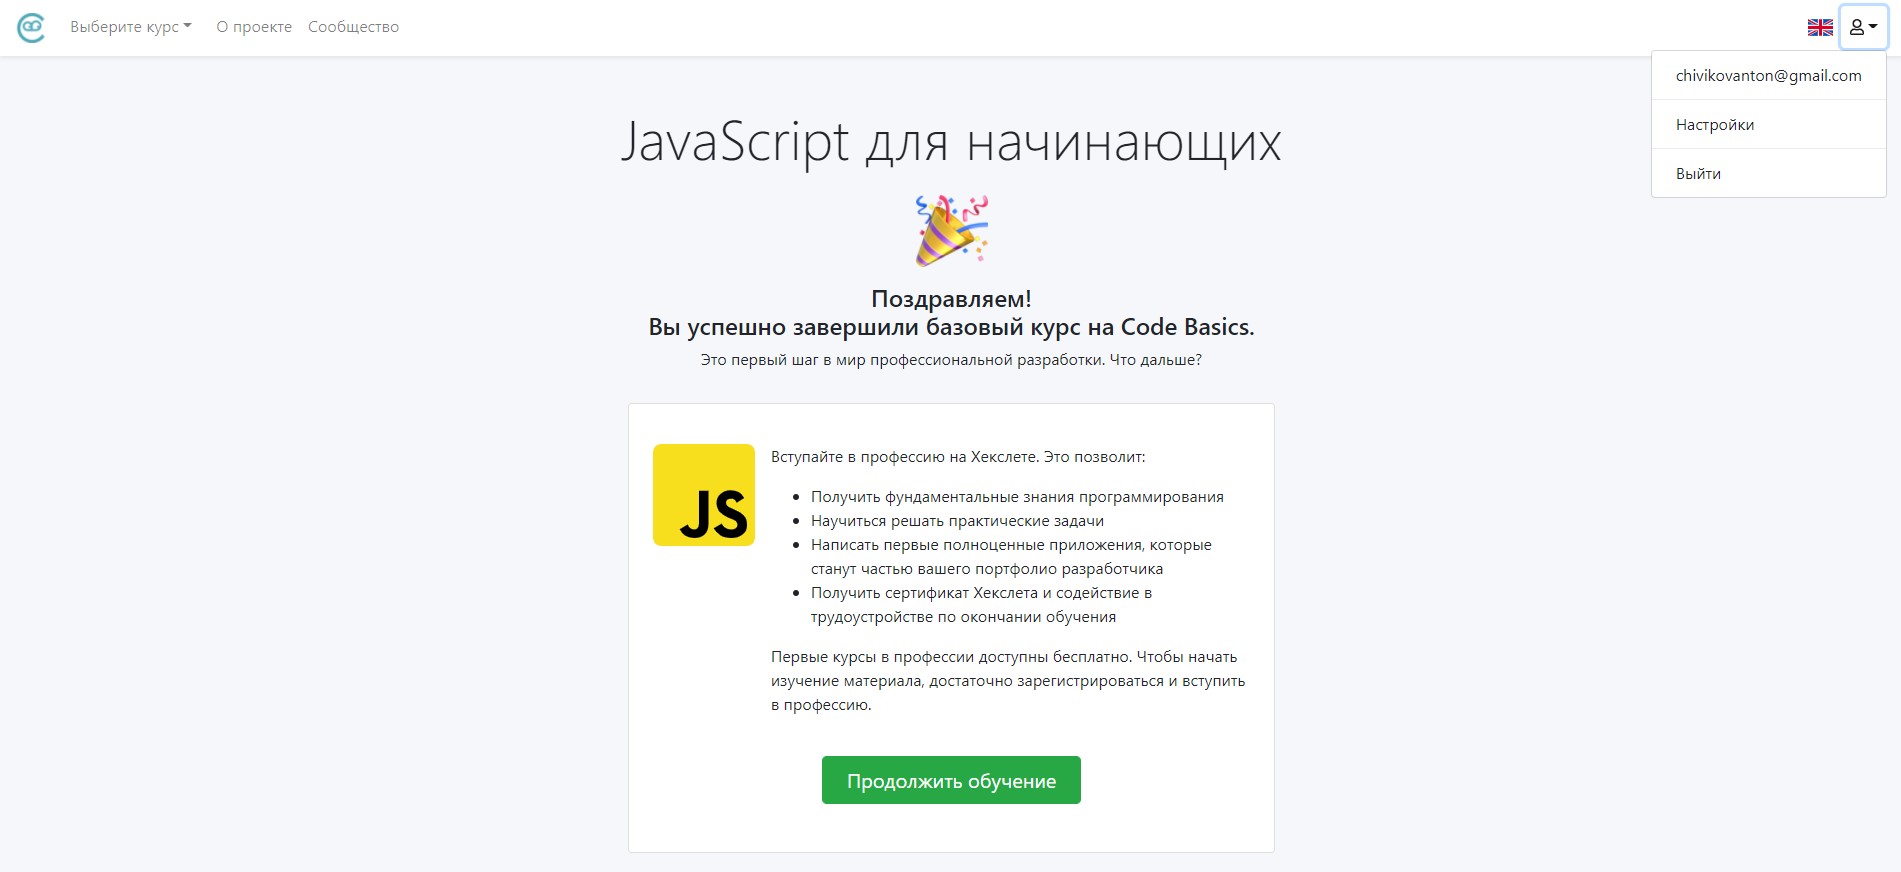 Выберите курс О проекте Сообщество
chivikovanton@gmail.com
Настройки
Выйти
JavaScript для начинающих
Поздравляем!
Вы успешно завершили базовый курс на Code Basics.
Это первый шаг в мир профессиональной разработки. Что дальше?
JS
Вступайте в профессию на Хекслете. Это позволит:
Получить фундаментальные знания программирования
Научиться решать практические задачи
Написать первые полноценные приложения, которые
станут частью вашего портфолио разработчика
Получить сертификат Хекслета и содействие в
трудоустройстве по окончании обучения
Первые курсы в профессии доступны бесплатно. Чтобы начать
изучение материала, достаточно зарегистрироваться и вступить
в профессию.
Продолжить обучение